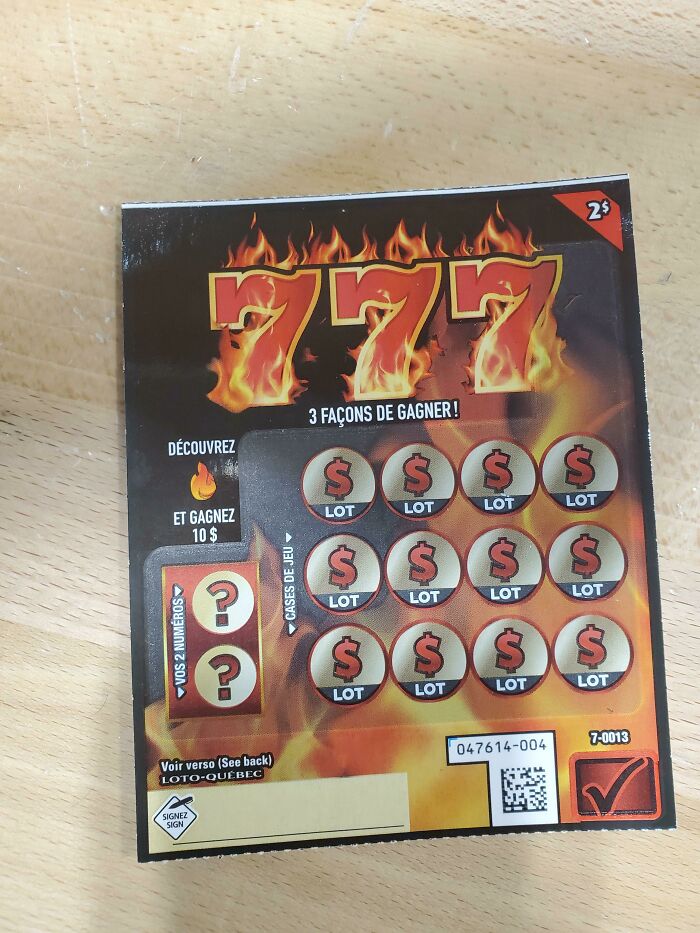 2$
777
3 FAÇONS DE GAGNER!
DÉCOUVREZ
ET GAGNEZ
10 $
$ $ $ $
LOT LOT LOT LOT
CASES DE JEU
$ $ $ $
LOT LOT LOT LOT
VOS 2 NUMÉROS
?
?
$ $ $ $
LOT LOT LOT LOT
7-0013
047614-004
Voir verso (See back)
LOTO-QUÉBEC
SIGNEZ
SIGN